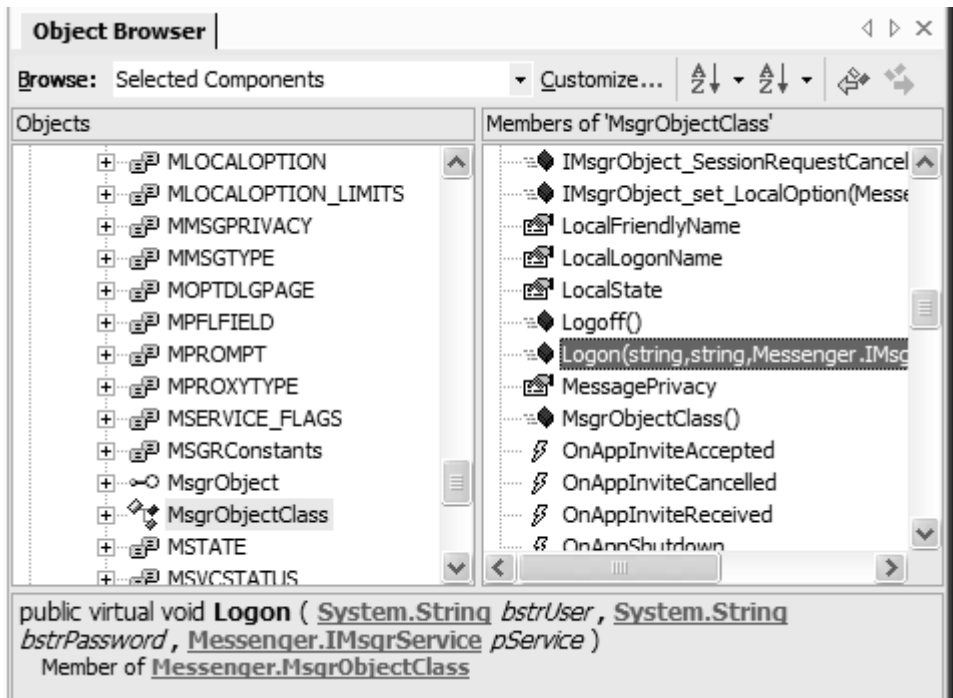 Object Browser
Browse: Selected Components Customize...
Objects
MLOCALOPTION
MLOCALOPTION_LIMITS
MMSGPRIVACY
MMSGTYPE
MOPTDLGPAGE
MPFLFIELD
MPROMPT
MPROXYTYPE
MSERVICE_FLAGS
MSGRConstants
MsgrObject
MsgrObjectClass
MSTATE
MSVCSTATUS
Members of 'MsgrObjectClass'
IMsgrObject_SessionRequestCancel
IMsgrObject_set_LocalOption(Messe
LocalFriendlyName
LocalLogonName
LocalState
Logoff()
Logon(string,string,Messenger.IMsg
MessagePrivacy
MsgrObjectClass()
OnAppInviteAccepted
OnAppInviteCancelled
OnAppInviteReceived
OnAppShutdown
public virtual void Logon ( System.String bstrUser , System.String
bstrPassword , Messenger.IMsgrService pService )
Member of Messenger.MsgrObjectClass